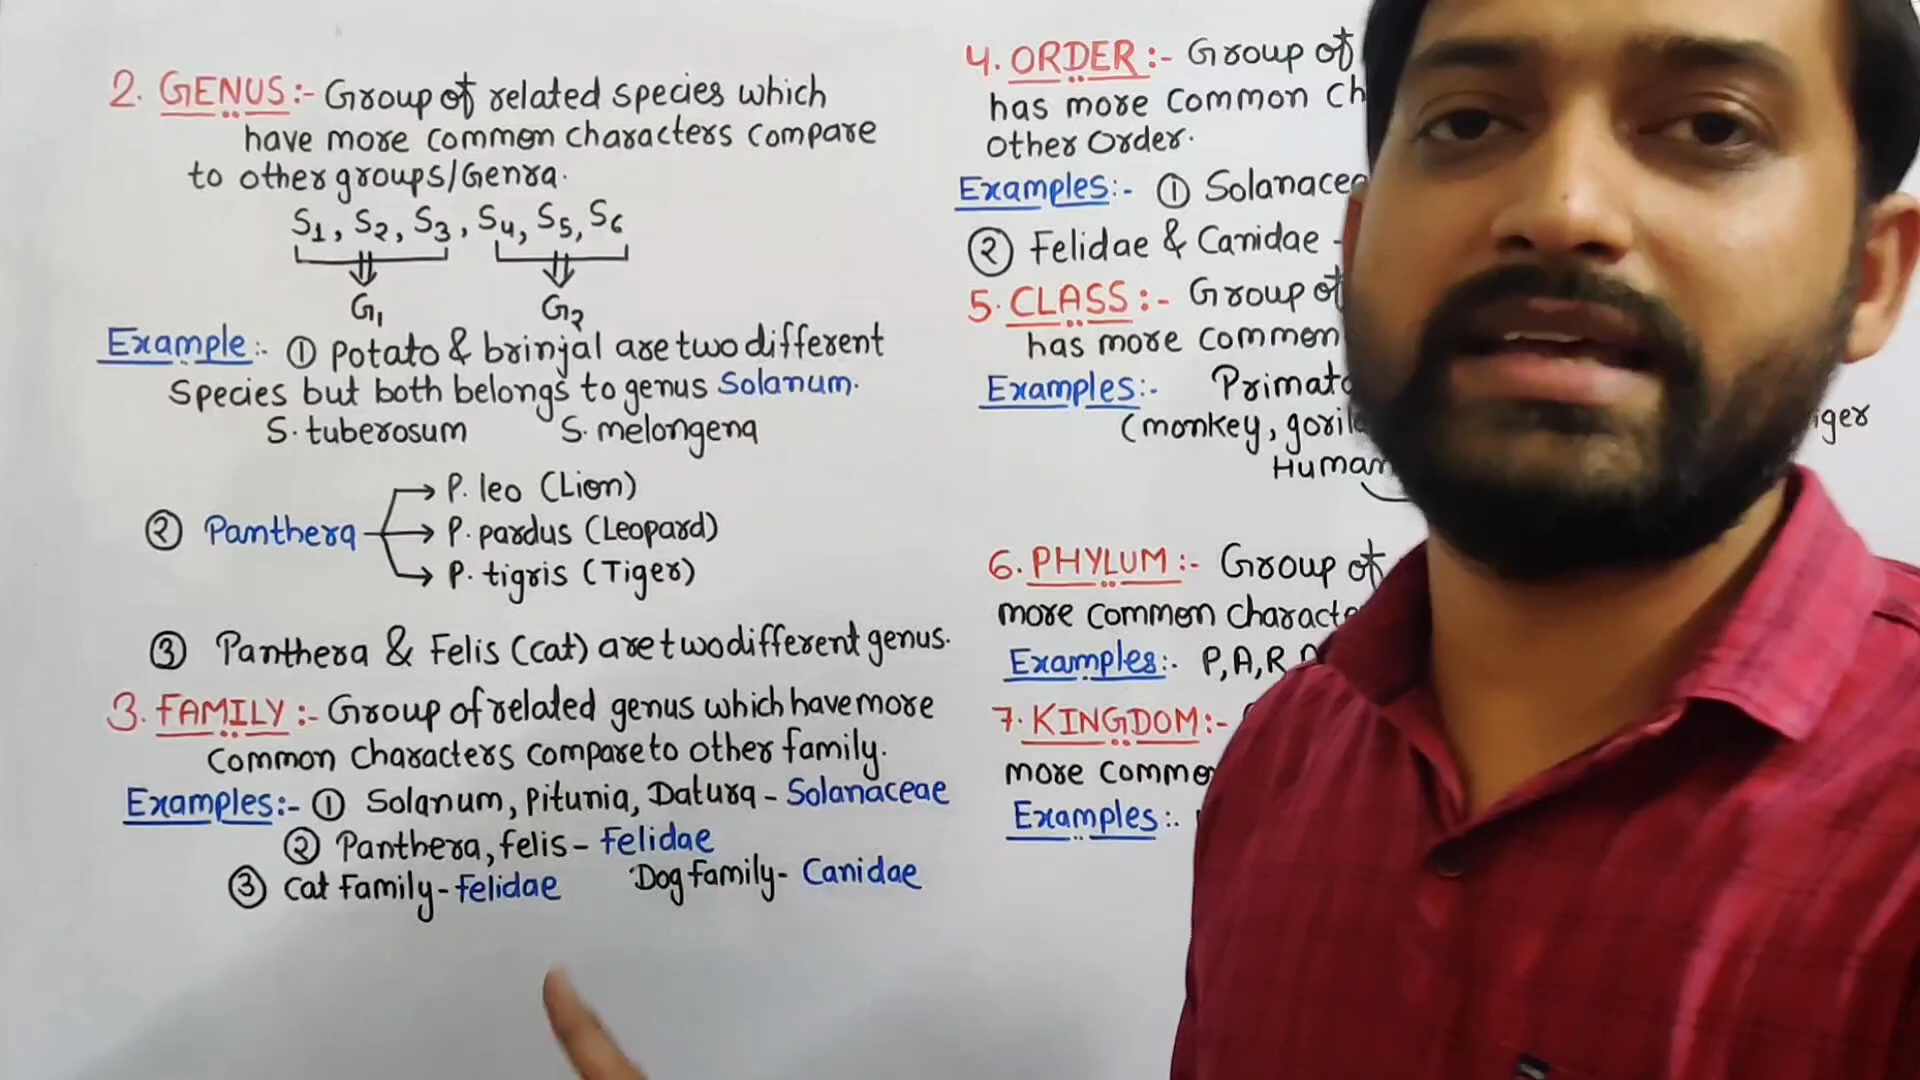 2. GENUS:- Group of related species which
have more common characters compare
to other groups/Genra.
S1, S2, S3, S4, S5, S6
G1 G2
Example:- ① Potato & brinjal are two different
Species but both belongs to genus Solanum.
S. tuberosum S. melongena
② Panthera
P. leo (Lion)
P. pardus (Leopard)
P. tigris (Tiger)
③ Panthera & Felis (cat) are two different genus.
3. FAMILY :- Group of related genus which have more
Common Characters compare to other family.
Examples:- ① Solanum, Pitunia, Datura - Solanaceae
② Panthera, felis - Felidae
③ Cat family - Felidae Dog family - Canidae
4. ORDER :- Group of
has more common ch
Other Order.
Examples:- ① Solanacea
② Felidae & Canidae -
5. CLASS :- Group of
has more common
Examples:- Primat
(monkey, goril iger
Human
6. PHYLUM :- Group of
more common characte
Examples:- P, A, R,
7. KINGDOM:-
more commo
Examples:-